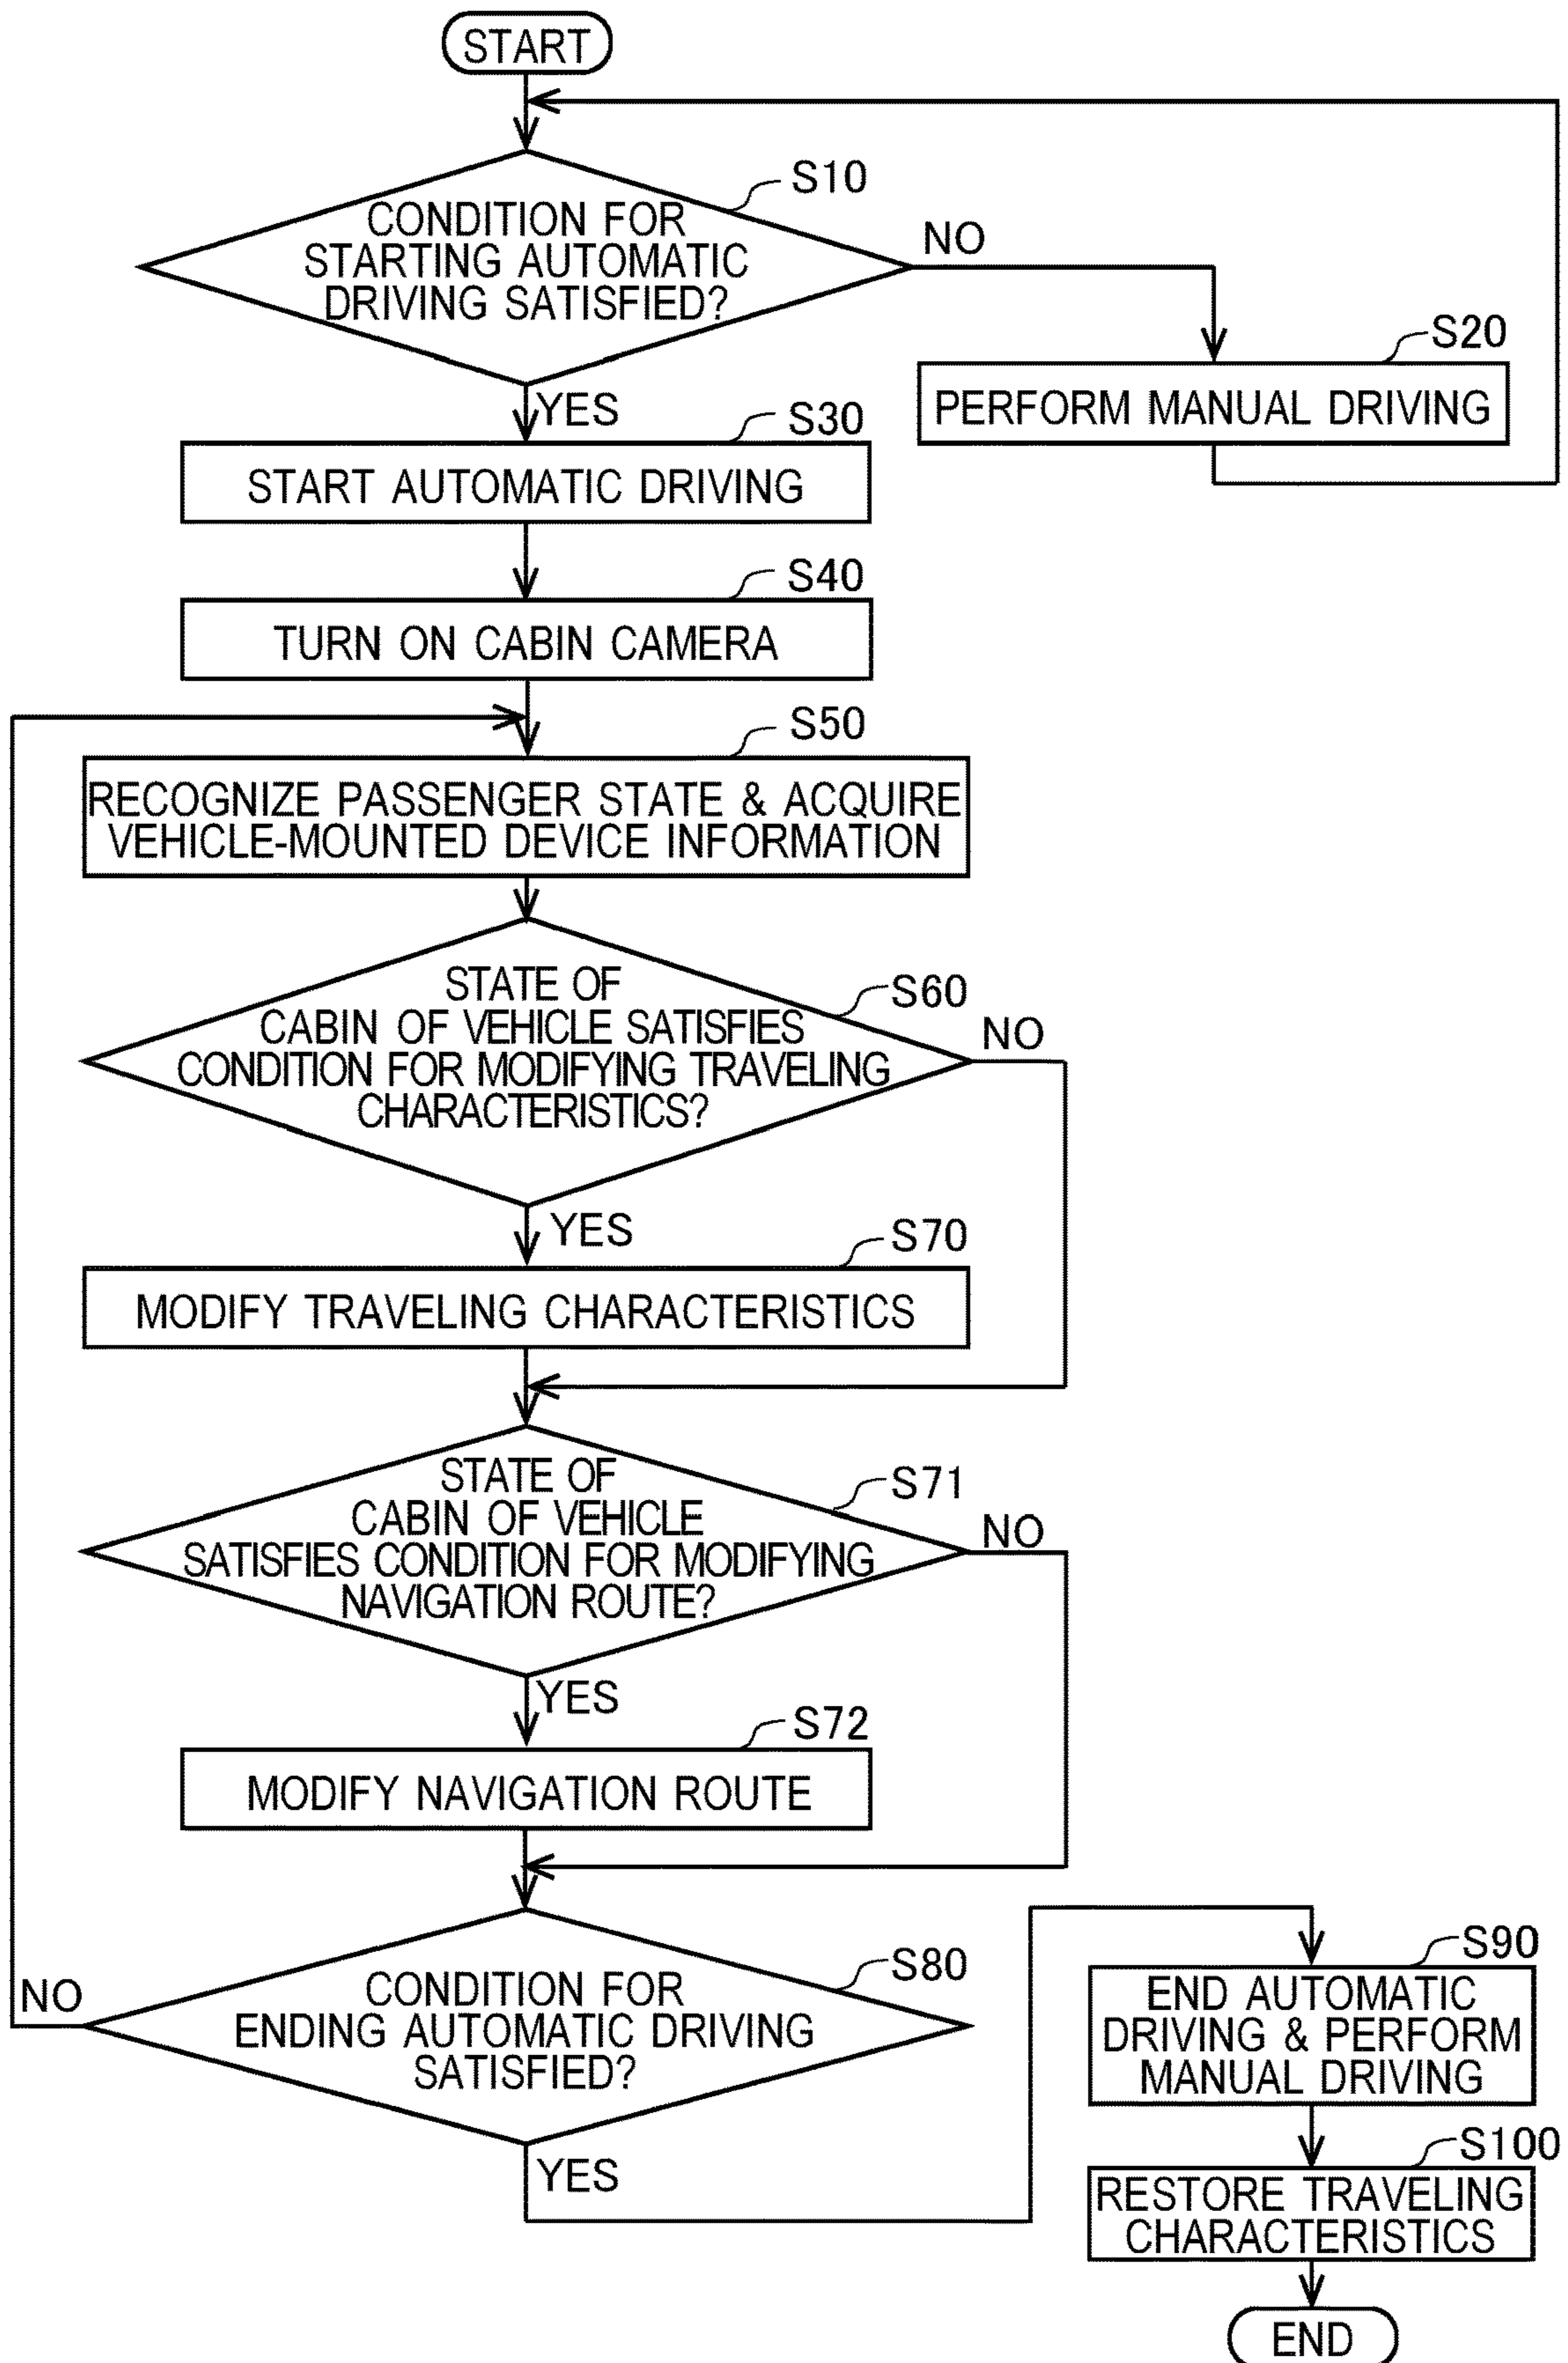 START
S10
CONDITION FOR
STARTING AUTOMATIC
DRIVING SATISFIED?
NO
S20
PERFORM MANUAL DRIVING
YES
S30
START AUTOMATIC DRIVING
S40
TURN ON CABIN CAMERA
S50
RECOGNIZE PASSENGER STATE & ACQUIRE
VEHICLE-MOUNTED DEVICE INFORMATION
STATE OF
CABIN OF VEHICLE SATISFIES
CONDITION FOR MODIFYING TRAVELING
CHARACTERISTICS?
S60
NO
YES
S70
MODIFY TRAVELING CHARACTERISTICS
STATE OF
CABIN OF VEHICLE
SATISFIES CONDITION FOR MODIFYING
NAVIGATION ROUTE?
S71
NO
YES
S72
MODIFY NAVIGATION ROUTE
S80
CONDITION FOR
ENDING AUTOMATIC DRIVING
SATISFIED?
NO
YES
S90
END AUTOMATIC
DRIVING & PERFORM
MANUAL DRIVING
S100
RESTORE TRAVELING
CHARACTERISTICS
END